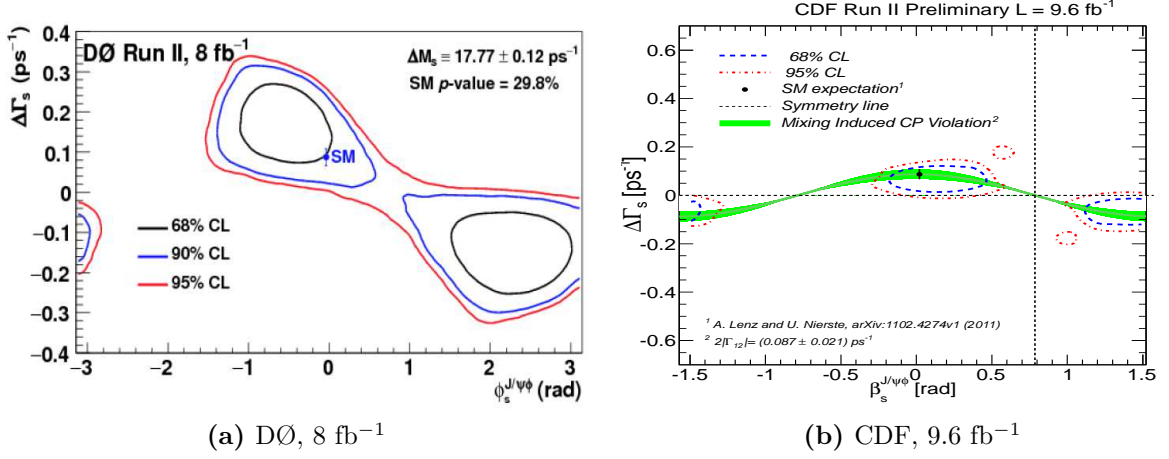 DØ Run II, 8 fb⁻¹
ΔMₛ ≡ 17.77 ± 0.12 ps⁻¹
SM p-value = 29.8%
SM
68% CL
90% CL
95% CL
ΔΓₛ (ps⁻¹)
0.4
0.3
0.2
0.1
0
−0.1
−0.2
−0.3
−0.4
−3 −2 −1 0 1 2 3
ϕₛ^J/ψϕ (rad)
(a) DØ, 8 fb⁻¹
CDF Run II Preliminary L = 9.6 fb⁻¹
68% CL
95% CL
SM expectation¹
Symmetry line
Mixing Induced CP Violation²
ΔΓₛ [ps⁻¹]
0.6
0.4
0.2
0
-0.2
-0.4
-0.6
¹ A. Lenz and U. Nierste, arXiv:1102.4274v1 (2011)
² 2|Γ₁₂|= (0.087 ± 0.021) ps⁻¹
-1.5 -1 -0.5 0 0.5 1 1.5
βₛ^J/ψϕ [rad]
(b) CDF, 9.6 fb⁻¹